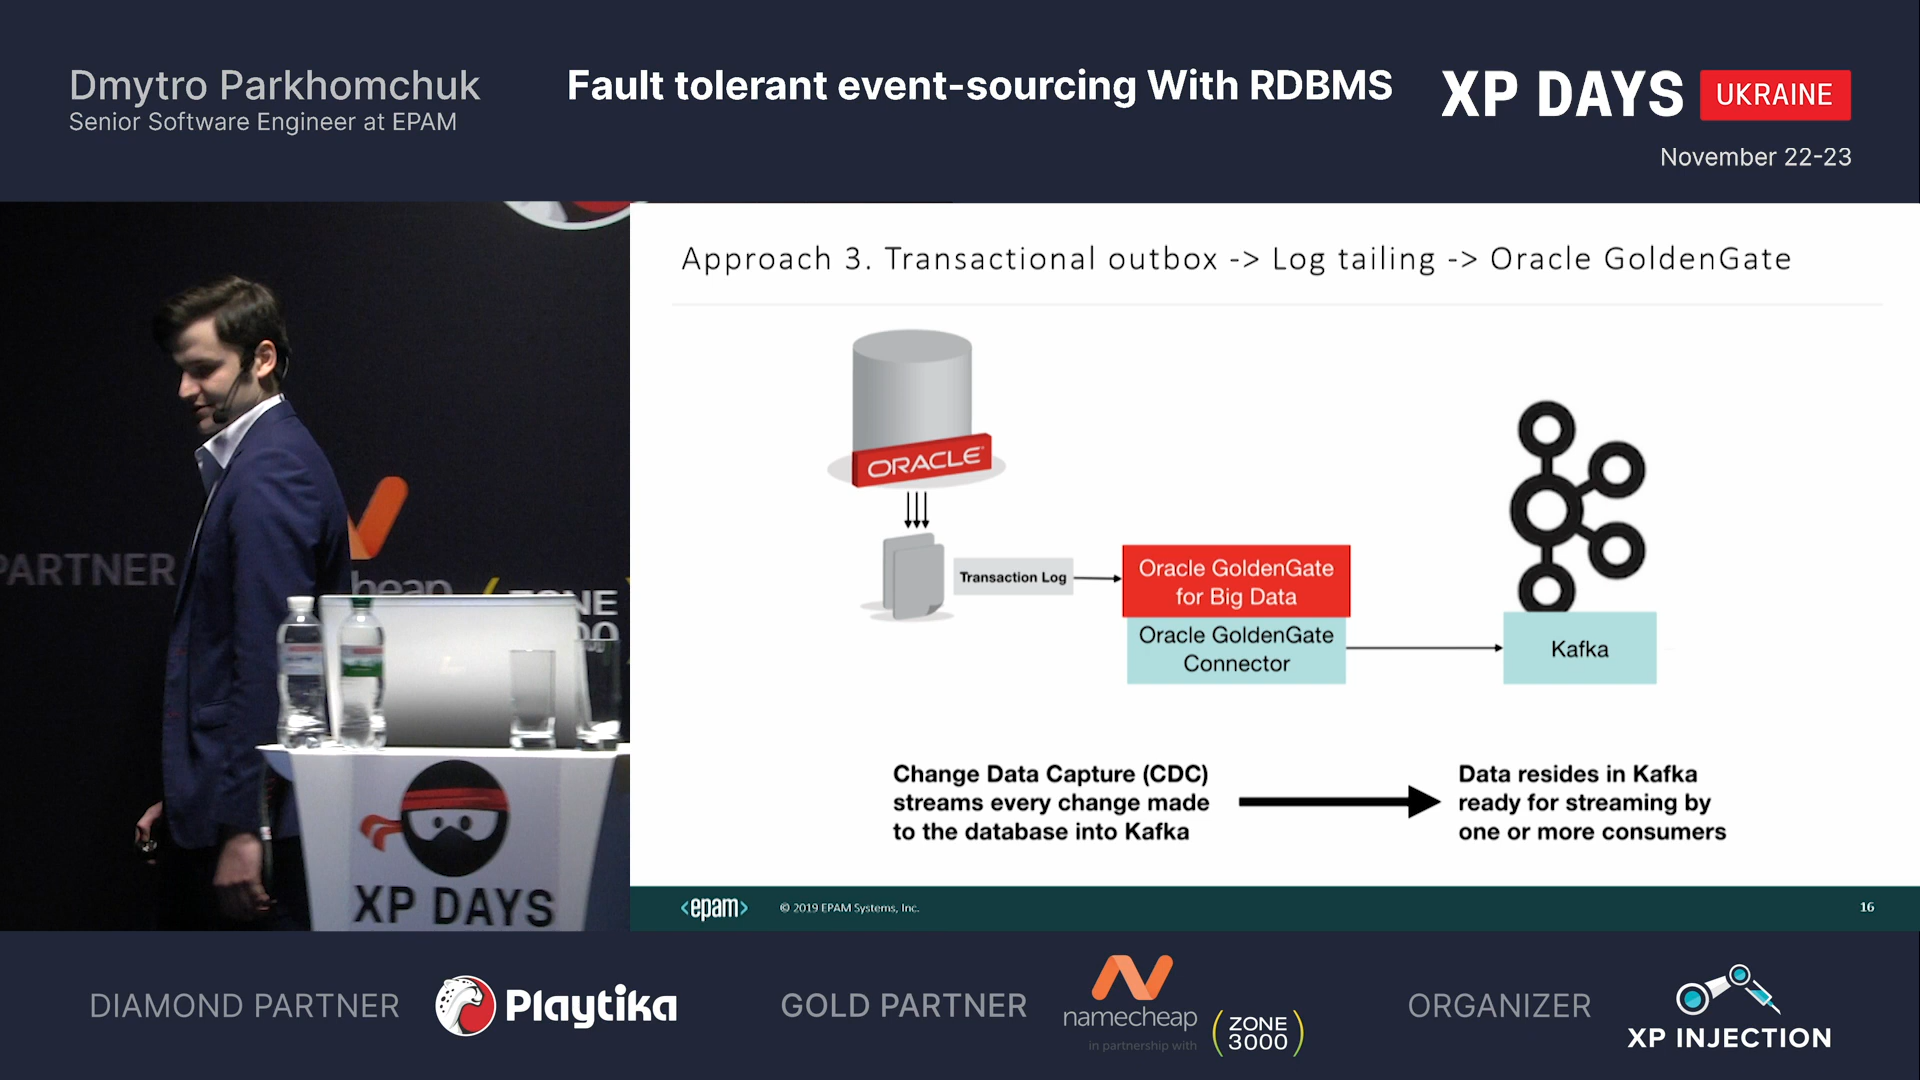 Dmytro Parkhomchuk
Senior Software Engineer at EPAM
Fault tolerant event-sourcing With RDBMS
XP DAYS UKRAINE
November 22-23
PARTNER
heap
ZONE
XP DAYS
Approach 3. Transactional outbox -> Log tailing -> Oracle GoldenGate
ORACLE
Transaction Log
Oracle GoldenGate
for Big Data
Oracle GoldenGate
Connector
Kafka
Change Data Capture (CDC)
streams every change made
to the database into Kafka
Data resides in Kafka
ready for streaming by
one or more consumers
<epam>
© 2019 EPAM Systems, Inc.
16
DIAMOND PARTNER
Playtika
GOLD PARTNER
namecheap
in partnership with
ZONE
3000
ORGANIZER
XP INJECTION